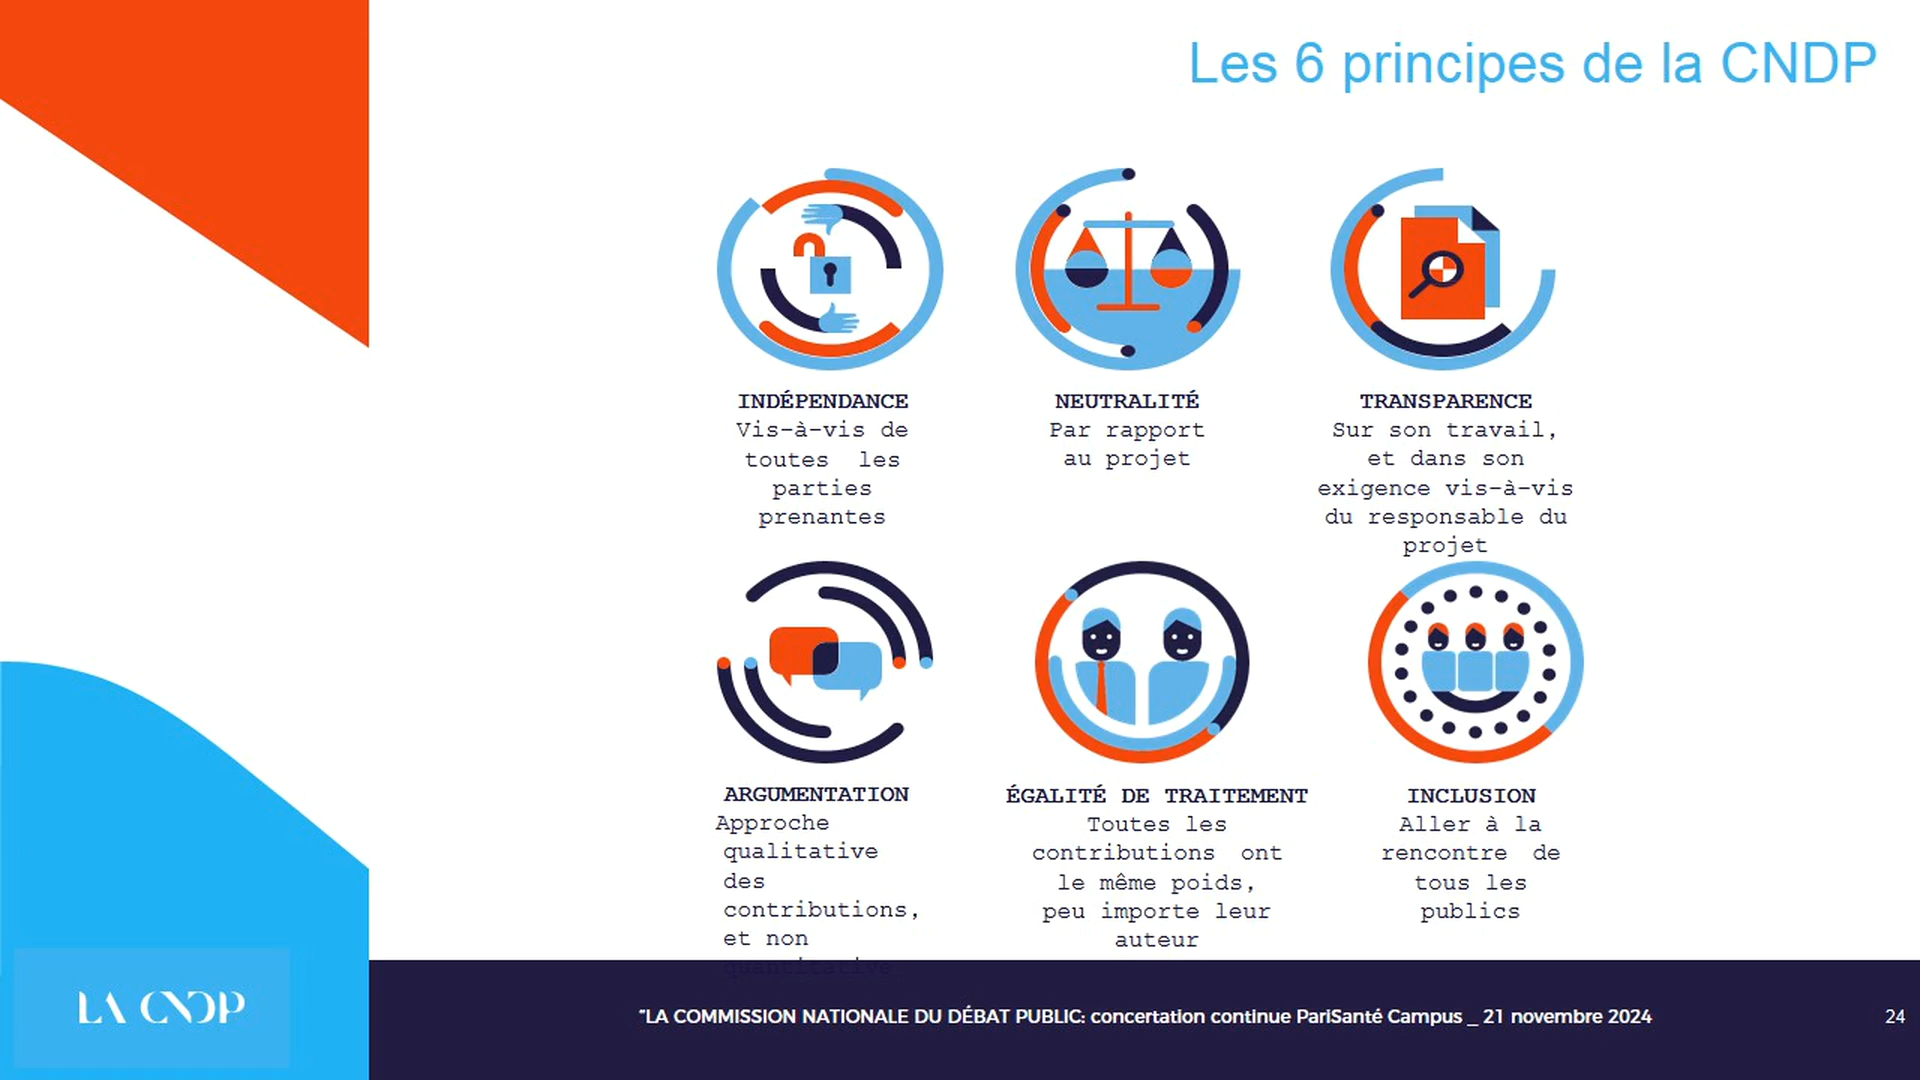 Les 6 principes de la CNDP
INDÉPENDANCE
Vis-à-vis de
toutes les
parties
prenantes
NEUTRALITÉ
Par rapport
au projet
TRANSPARENCE
Sur son travail,
et dans son
exigence vis-à-vis
du responsable du
projet
ARGUMENTATION
Approche
qualitative
des
contributions,
et non
quantitative
ÉGALITÉ DE TRAITEMENT
Toutes les
contributions ont
le même poids,
peu importe leur
auteur
INCLUSION
Aller à la
rencontre de
tous les
publics
LA CNDP
"LA COMMISSION NATIONALE DU DÉBAT PUBLIC: concertation continue PariSanté Campus _ 21 novembre 2024
24